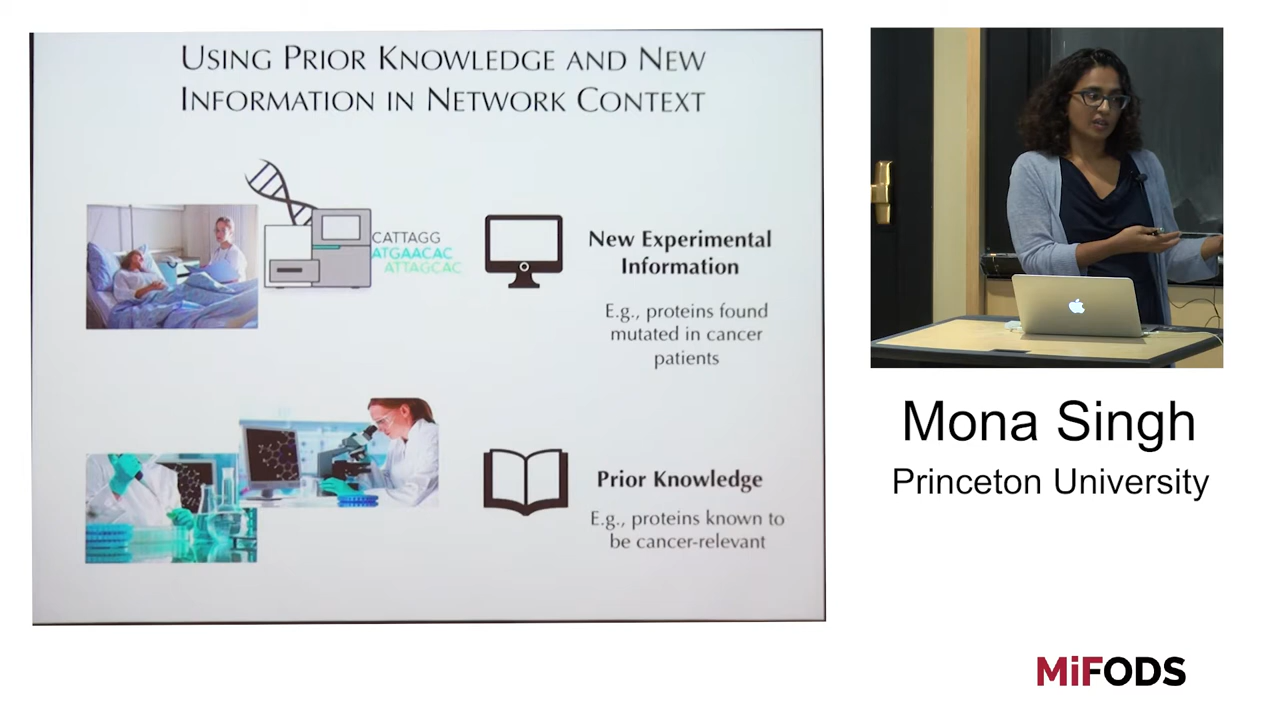 USING PRIOR KNOWLEDGE AND NEW
INFORMATION IN NETWORK CONTEXT
CATTAGG
ATGAACAC
ATTAGCAC
New Experimental
Information
E.g., proteins found
mutated in cancer
patients
Prior Knowledge
E.g., proteins known to
be cancer-relevant
Mona Singh
Princeton University
MiFODS